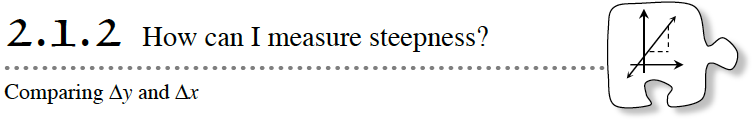 2.1.2 How can I measure steepness?
Comparing Δy and Δx